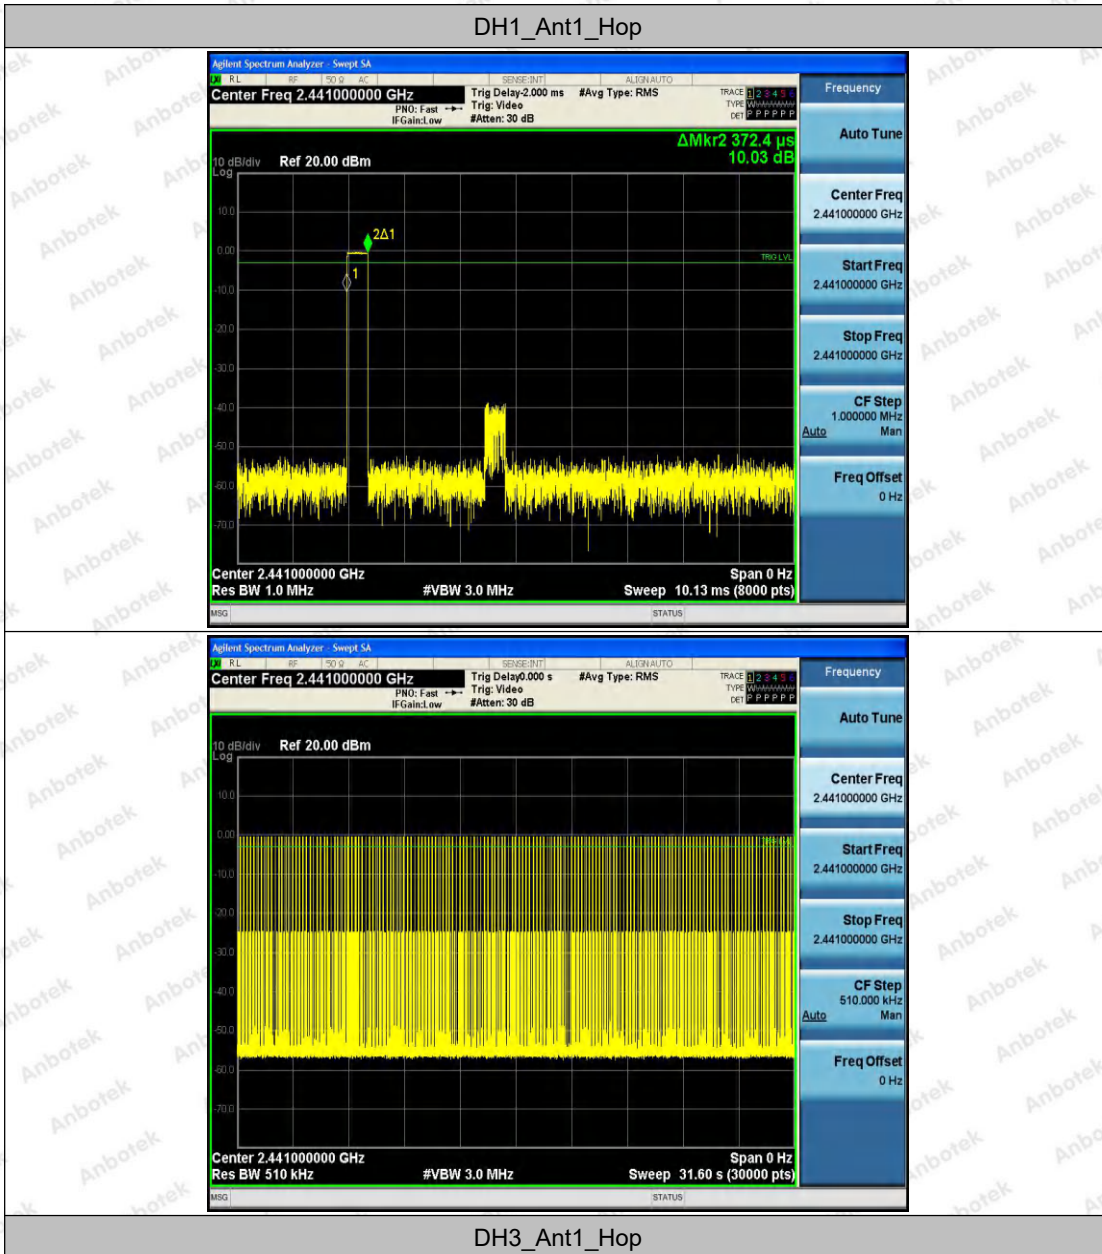 DH1_Ant1_Hop
Agilent Spectrum Analyzer - Swept SA
RL RF 50 Ω AC SENSE:INT ALIGNAUTO
Center Freq 2.441000000 GHz
PNO: Fast
IFGain:Low
Trig Delay-2.000 ms
Trig: Video
#Atten: 30 dB
#Avg Type: RMS
TRACE 1 2 3 4 5 6
TYPE
DET P P P P P P
ΔMkr2 372.4 µs
10.03 dB
10 dB/div Ref 20.00 dBm
Log
10.0
0.00
-10.0
-20.0
-30.0
-40.0
-50.0
-60.0
-70.0
2Δ1
1
TRIG LVL
Center 2.441000000 GHz Span 0 Hz
Res BW 1.0 MHz #VBW 3.0 MHz Sweep 10.13 ms (8000 pts)
MSG STATUS
Frequency
Auto Tune
Center Freq
2.441000000 GHz
Start Freq
2.441000000 GHz
Stop Freq
2.441000000 GHz
CF Step
1.000000 MHz
Auto Man
Freq Offset
0 Hz
Agilent Spectrum Analyzer - Swept SA
RL RF 50 Ω AC SENSE:INT ALIGNAUTO
Center Freq 2.441000000 GHz
PNO: Fast
IFGain:Low
Trig Delay0.000 s
Trig: Video
#Atten: 30 dB
#Avg Type: RMS
TRACE 1 2 3 4 5 6
TYPE
DET P P P P P P
10 dB/div Ref 20.00 dBm
Log
10.0
0.00
-10.0
-20.0
-30.0
-40.0
-50.0
-60.0
-70.0
Center 2.441000000 GHz Span 0 Hz
Res BW 510 kHz #VBW 3.0 MHz Sweep 31.60 s (30000 pts)
MSG STATUS
Frequency
Auto Tune
Center Freq
2.441000000 GHz
Start Freq
2.441000000 GHz
Stop Freq
2.441000000 GHz
CF Step
510.000 kHz
Auto Man
Freq Offset
0 Hz
DH3_Ant1_Hop